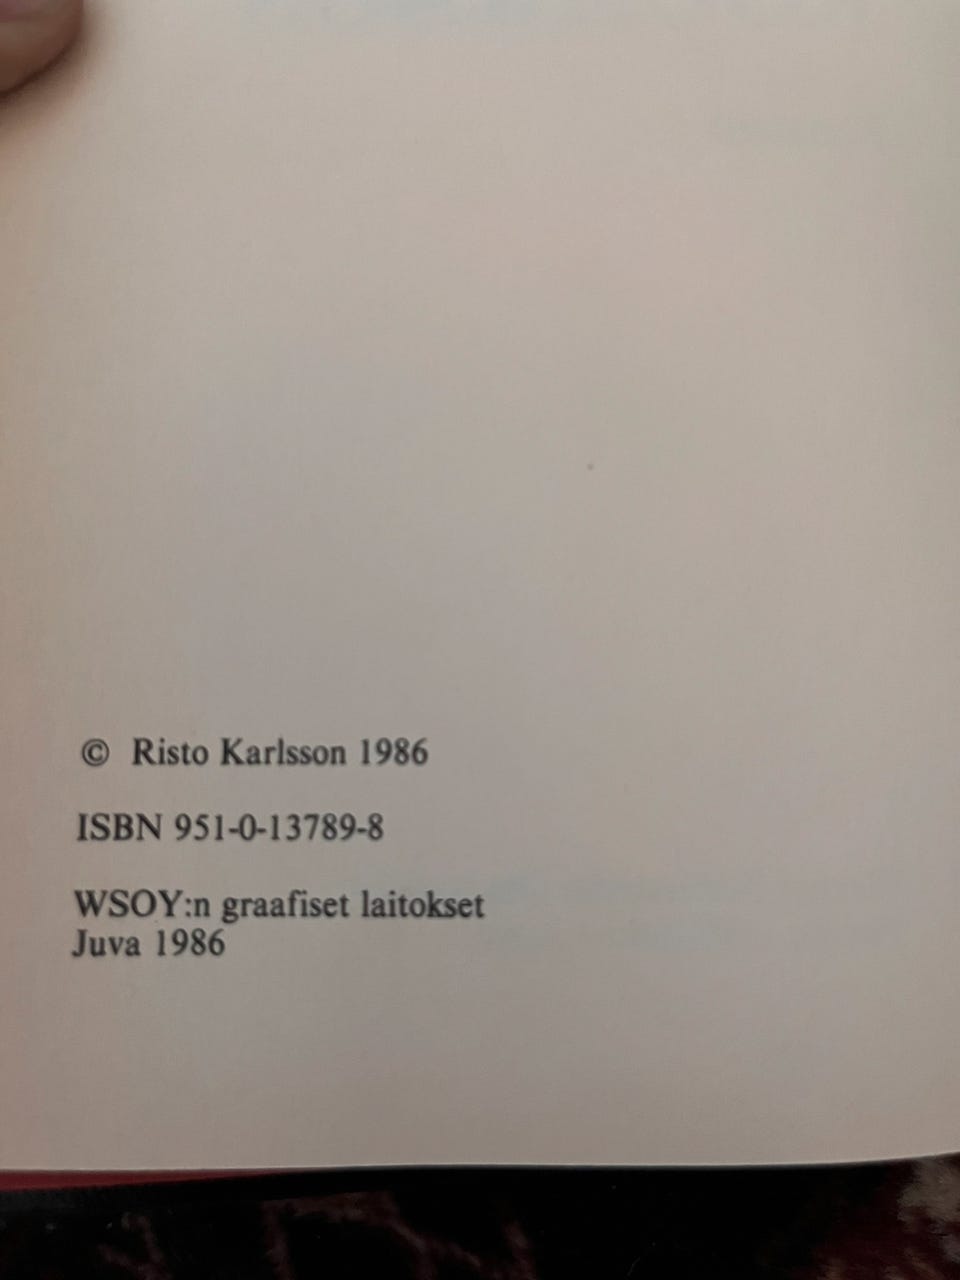 © Risto Karlsson 1986
ISBN 951-0-13789-8
WSOY:n graafiset laitokset
Juva 1986